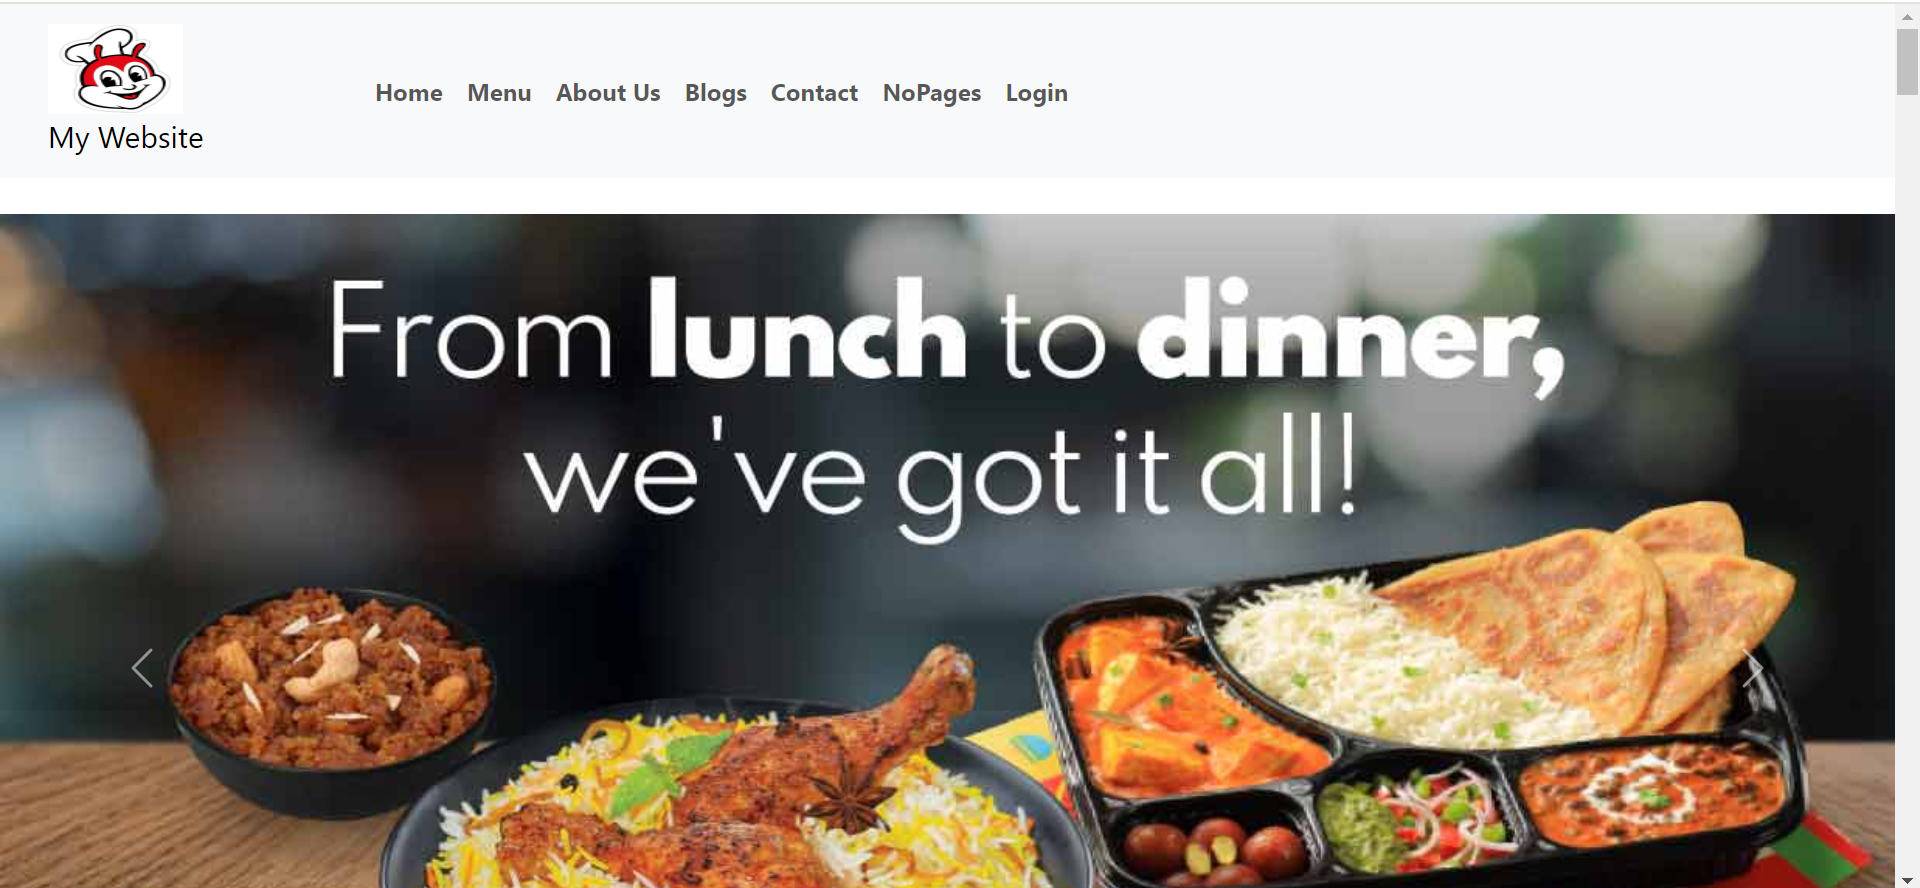 My Website
Home Menu About Us Blogs Contact NoPages Login
From lunch to dinner,
we've got it all!